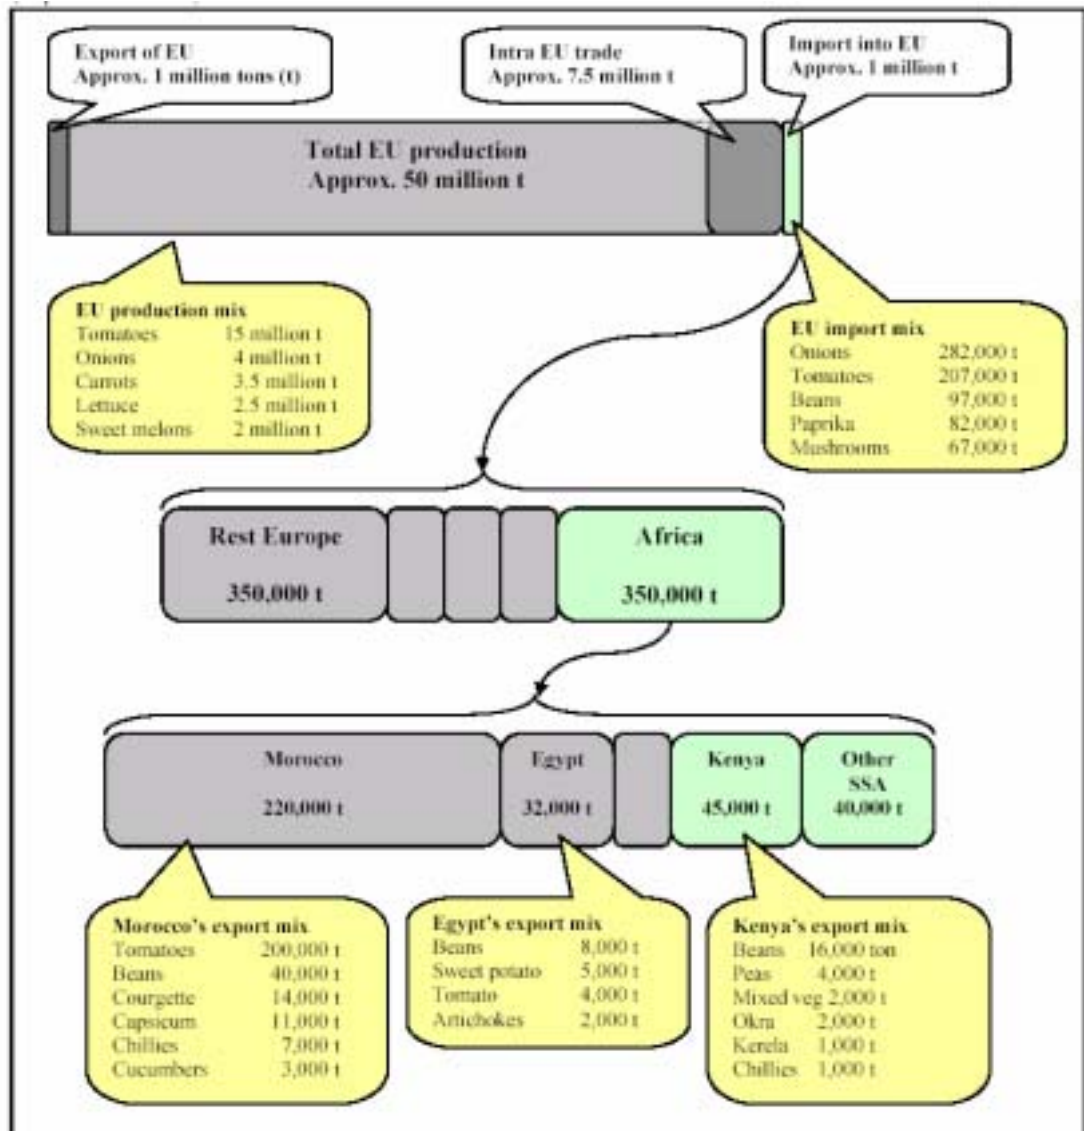 Export of EU
Approx. 1 million tons (t)
Intra EU trade
Approx. 7.5 million t
Import into EU
Approx. 1 million t
Total EU production
Approx. 50 million t
EU production mix
Tomatoes 15 million t
Onions 4 million t
Carrots 3.5 million t
Lettuce 2.5 million t
Sweet melons 2 million t
EU import mix
Onions 282,000 t
Tomatoes 207,000 t
Beans 97,000 t
Paprika 82,000 t
Mushrooms 67,000 t
Rest Europe
350,000 t
Africa
350,000 t
Morocco
220,000 t
Egypt
32,000 t
Kenya
45,000 t
Other
SSA
40,000 t
Morocco's export mix
Tomatoes 200,000 t
Beans 40,000 t
Courgette 14,000 t
Capsicum 11,000 t
Chillies 7,000 t
Cucumbers 3,000 t
Egypt's export mix
Beans 8,000 t
Sweet potato 5,000 t
Tomato 4,000 t
Artichokes 2,000 t
Kenya's export mix
Beans 16,000 ton
Peas 4,000 t
Mixed veg 2,000 t
Okra 2,000 t
Kerela 1,000 t
Chillies 1,000 t